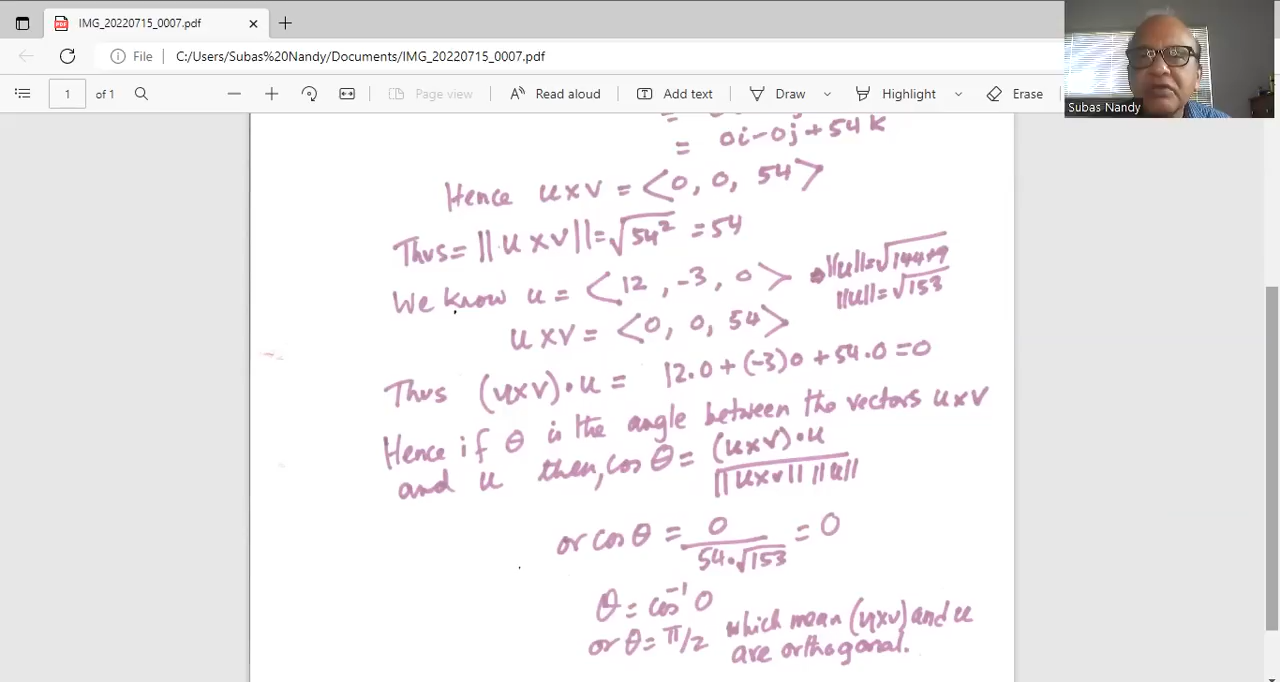 IMG_20220715_0007.pdf
File
C:/Users/Subas%20Nandy/Docum
_20220715_0007.pdf
1
of 1
Page view
Read aloud
Add text
Draw
Highlight
Erase
Subas Nandy
=
= 0i-0j+54k
Hence u×v = <0, 0, 54>
Thus= ||u×v||=√54² =54
We know u = <12, -3, 0>
||u||=√144+9
||u||=√153
u×v = <0, 0, 54>
Thus (u×v)•u = 12.0+(-3)0+54.0=0
Hence if θ is the angle between the vectors u×v
and u then, cos θ = (u×v)•u / ||u×v|| ||u||
or cos θ = 0 / 54•√153 = 0
θ = cos⁻¹ 0
or θ = π/2 which mean (u×v) and u
are orthogonal.